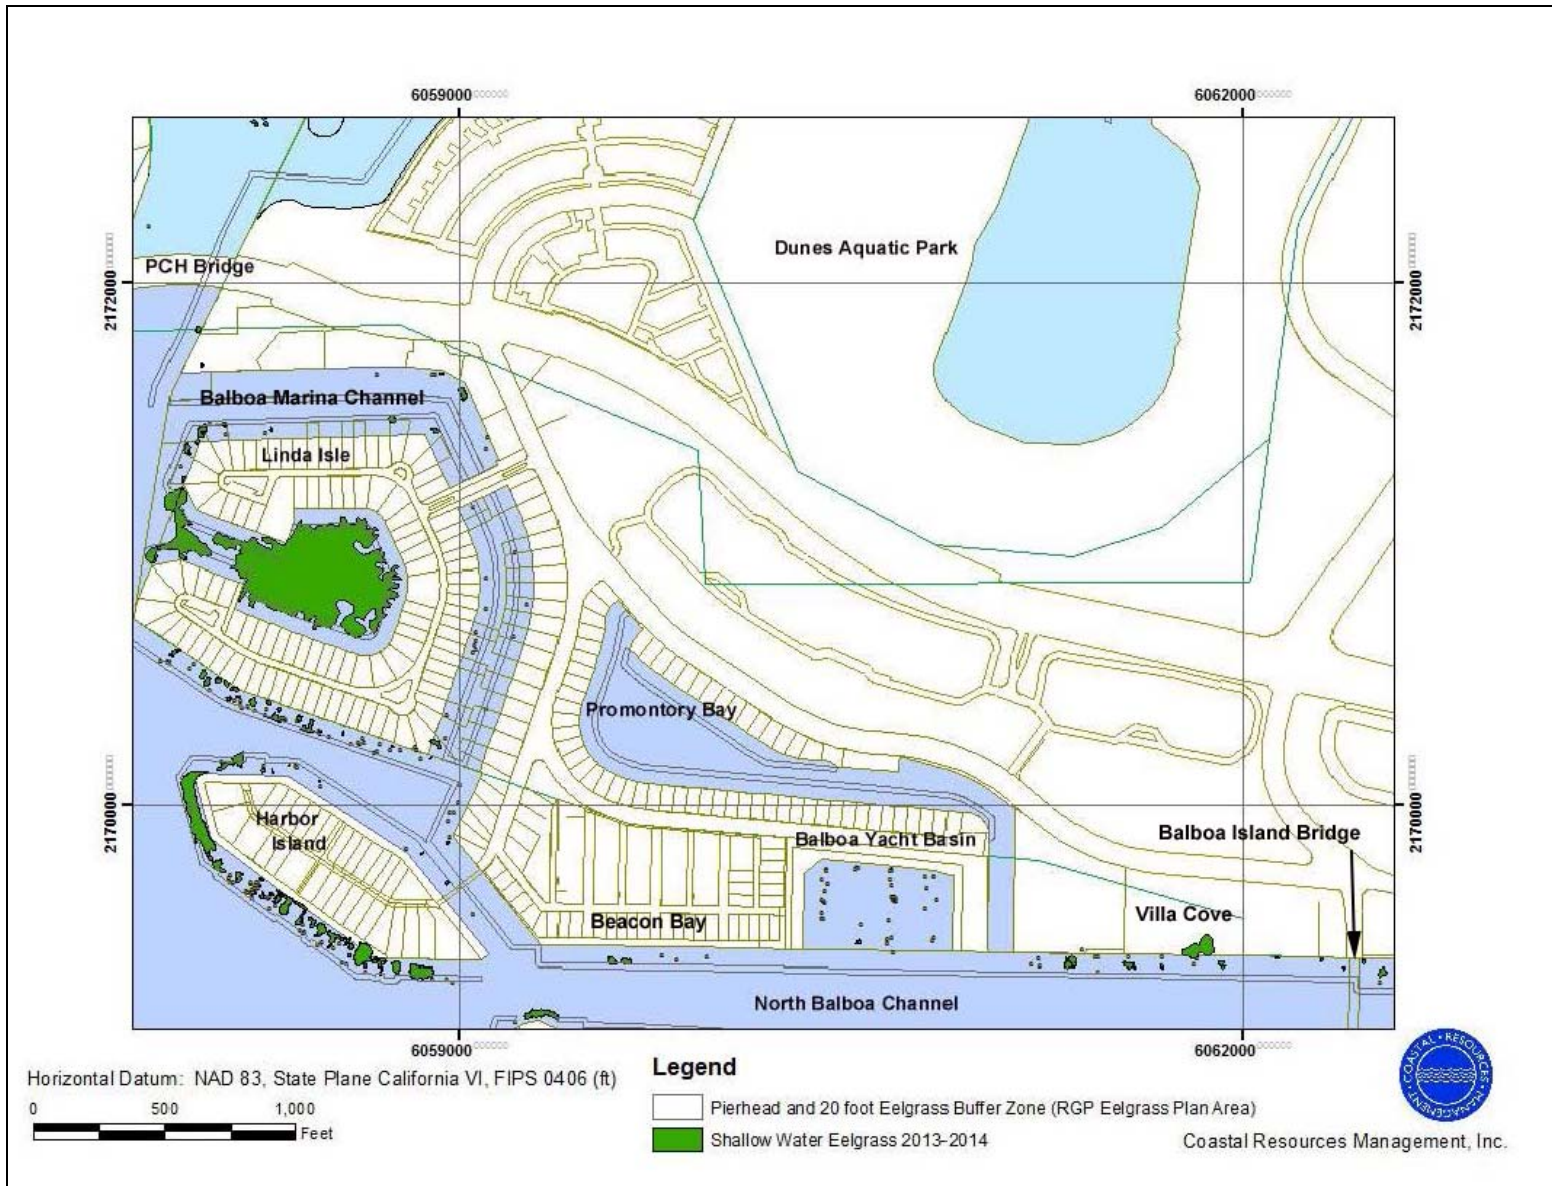 6059000
6062000
Dunes Aquatic Park
PCH Bridge
2172000
2172000
Balboa Marina Channel
Linda Isle
Promontory Bay
2170000
2170000
Harbor
Island
Balboa Yacht Basin
Balboa Island Bridge
Beacon Bay
Villa Cove
North Balboa Channel
6059000
6062000
Legend
Horizontal Datum: NAD 83, State Plane California VI, FIPS 0406 (ft)
0 500 1,000
Feet
Pierhead and 20 foot Eelgrass Buffer Zone (RGP Eelgrass Plan Area)
Shallow Water Eelgrass 2013-2014
COASTAL RESOURCES MANAGEMENT
Coastal Resources Management, Inc.